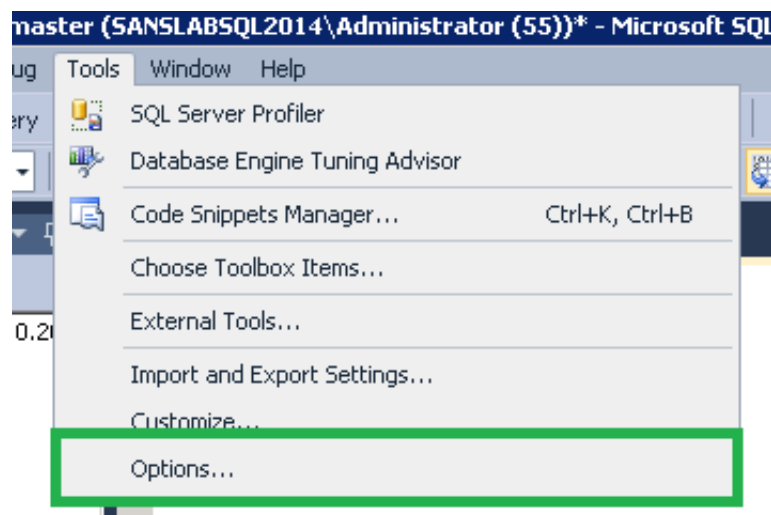 master (SANSLABSQL2014\Administrator (55))* - Microsoft SQL
ug Tools Window Help
ery SQL Server Profiler
Database Engine Tuning Advisor
Code Snippets Manager... Ctrl+K, Ctrl+B
Choose Toolbox Items...
0.20 External Tools...
Import and Export Settings...
Customize...
Options...